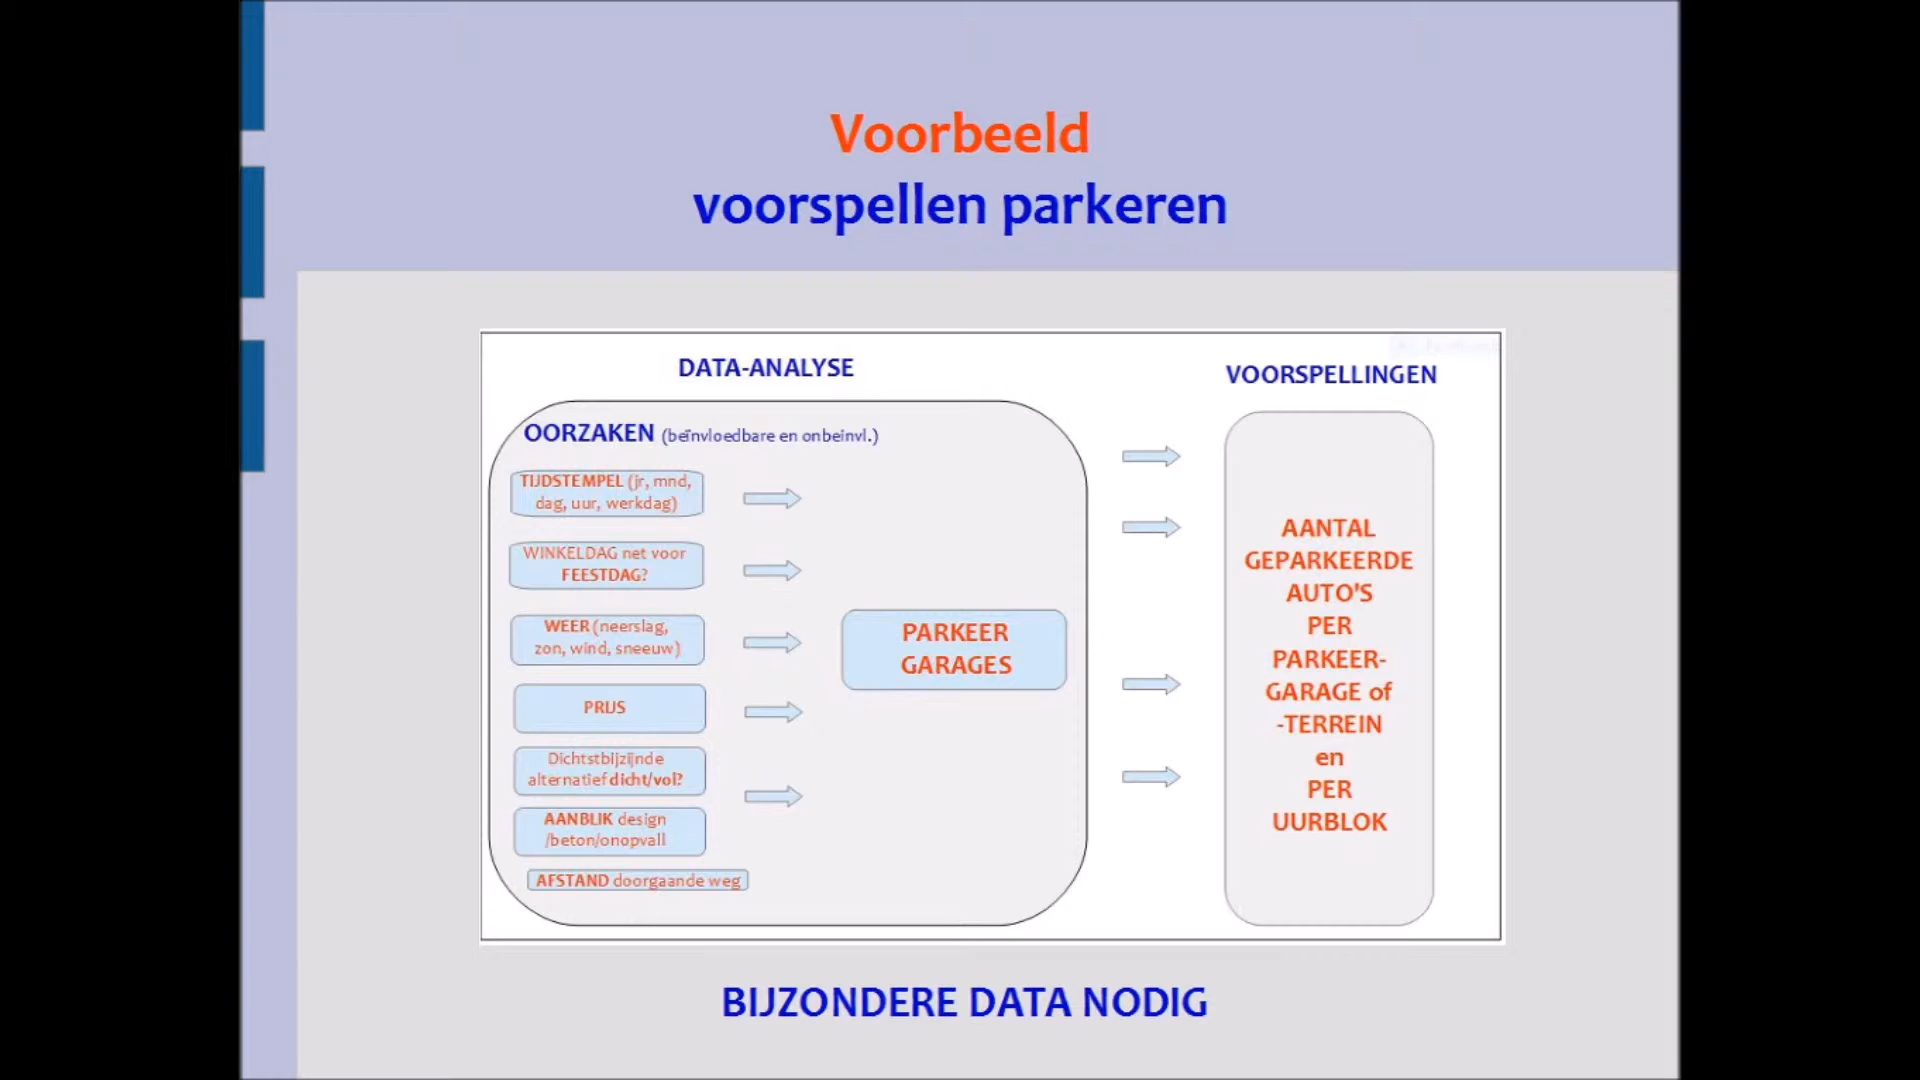 Voorbeeld
voorspellen parkeren
DATA-ANALYSE
VOORSPELLINGEN
OORZAKEN (beïnvloedbare en onbeinvl.)
TIJDSTEMPEL (jr, mnd,
dag, uur, werkdag)
WINKELDAG net voor
FEESTDAG?
WEER (neerslag,
zon, wind, sneeuw)
PRIJS
Dichtstbijzijnde
alternatief dicht/vol?
AANBLIK design
/beton/onopvall
AFSTAND doorgaande weg
PARKEER
GARAGES
AANTAL
GEPARKEERDE
AUTO'S
PER
PARKEER-
GARAGE of
-TERREIN
en
PER
UURBLOK
BIJZONDERE DATA NODIG